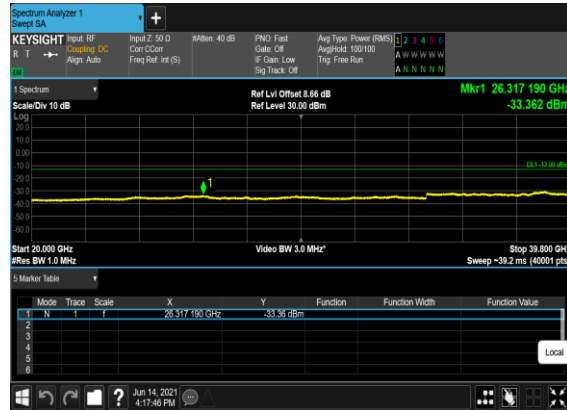 Spectrum Analyzer 1
Swept SA
+
KEYSIGHT Input: RF Input Z: 50 Ω #Atten: 40 dB PNO: Fast Avg Type: Power (RMS) 1 2 3 4 5 6
R T Coupling: DC Corr CCorr Gate: Off Avg|Hold: 100/100 A W W W W W
Align: Auto Freq Ref: Int (S) IF Gain: Low Trig: Free Run
Sig Track: Off A N N N N N
1 Spectrum Ref Lvl Offset 8.66 dB Mkr1 26.317 190 GHz
Scale/Div 10 dB Ref Level 30.00 dBm -33.362 dBm
Log
20.0
10.0
0.00
-10.0
DL1 -13.00 dBm
-20.0
1
-30.0
-40.0
-50.0
-60.0
Start 20.000 GHz Video BW 3.0 MHz* Stop 39.800 GHz
#Res BW 1.0 MHz Sweep ~39.2 ms (40001 pts
5 Marker Table
Mode Trace Scale X Y Function Function Width Function Value
1 N 1 f 26.317 190 GHz -33.36 dBm
2
3
4
5
6
Local
? Jun 14, 2021
4:17:46 PM